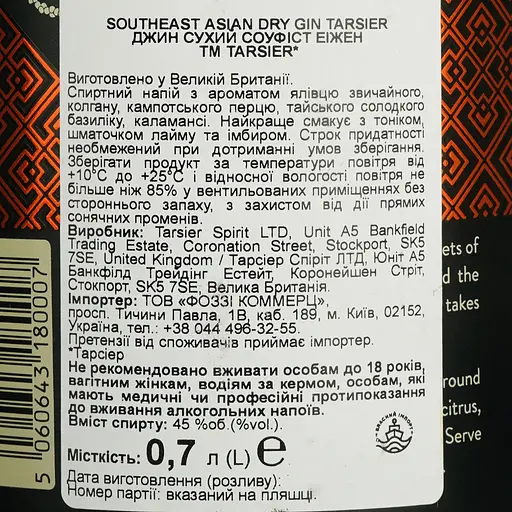 SOUTHEAST ASIAN DRY GIN TARSIER
ДЖИН СУХИЙ СОУФІСТ ЕІЖЕН
ТМ TARSIER*
Виготовлено у Великій Британії.
Спиртний напій з ароматом ялівцю звичайного,
колгану, кампотського перцю, тайського солодкого
базиліку, каламансі. Найкраще смакує з тоніком,
шматочком лайму та імбиром. Строк придатності
необмежений при дотриманні умов зберігання.
Зберігати продукт за температури повітря від
+10°С до +25°С і відносної вологості повітря не
більше ніж 85% у вентильованих приміщеннях без
стороннього запаху, з захистом від дії прямих
сонячних променів.
Виробник: Tarsier Spirit LTD, Unit A5 Bankfield
Trading Estate, Coronation Street, Stockport, SK5
7SE, United Kingdom / Тарсієр Спіріт ЛТД, Юніт А5
Банкфілд Трейдінг Естейт, Коронейшен Стріт,
Стокпорт, SK5 7SE, Велика Британія.
Імпортер: ТОВ «ФОЗЗІ КОММЕРЦ»,
просп. Тичини Павла, 1В, каб. 189, м. Київ, 02152,
Україна, тел.: +38 044 496-32-55.
Претензії від споживачів приймає імпортер.
*Тарсієр
Не рекомендовано вживати особам до 18 років,
вагітним жінкам, водіям за кермом, особам, які
мають медичні чи професійні протипоказання
до вживання алкогольних напоїв.
Вміст спирту: 45 %об.(%vol.).
Місткість: 0,7 л (L) e
Дата виготовлення (розливу):
Номер партії: вказаний на пляшці.
ВЛАСНИЙ ІМПОРТ
5 060643 180007
ets of
d the
takes
round
citrus,
Serve